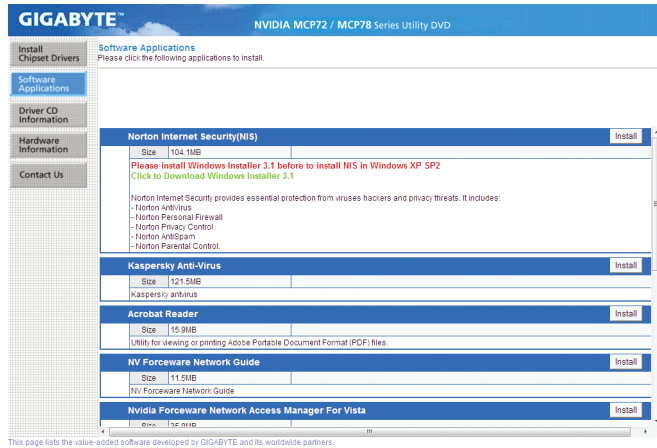 GIGABYTE™
NVIDIA MCP72 / MCP78 Series Utility DVD
Install
Chipset Drivers
Software
Applications
Driver CD
Information
Hardware
Information
Contact Us
Software Applications
Please click the following applications to install.
Norton Internet Security(NIS)
Install
Size 104.1MB
Please install Windows Installer 3.1 before to install NIS in Windows XP SP2
Click to Download Windows Installer 3.1
Norton Internet Security provides essential protection from viruses hackers and privacy threats. It includes:
- Norton AntiVirus
- Norton Personal Firewall
- Norton Privacy Control
- Norton AntiSpam
- Norton Parental Control.
Kaspersky Anti-Virus
Install
Size 121.5MB
Kaspersky antvirus
Acrobat Reader
Install
Size 15.9MB
Utility for viewing or printing Adobe Portable Document Format (PDF) files.
NV Forceware Network Guide
Install
Size 11.5MB
NV Forceware Network Guide
Nvidia Forceware Network Access Manager For Vista
Install
Size
This page lists the value-added software developed by GIGABYTE and its worldwide partners.